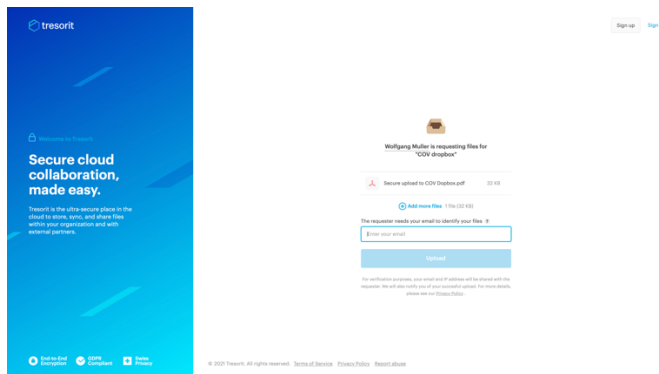 tresorit
Sign up
Sign
Welcome to Tresorit
Secure cloud
collaboration,
made easy.
Tresorit is the ultra-secure place in the
cloud to store, sync, and share files
within your organization and with
external partners.
End-to-End
Encryption
GDPR
Compliant
Swiss
Privacy
Wolfgang Muller is requesting files for
"COV dropbox"
Secure upload to COV Dopbox.pdf 32 KB
Add more files 1 file (32 KB)
The requester needs your email to identify your files
Enter your email
Upload
For verification purposes, your email and IP address will be shared with the
requester. We will also notify you of your succesful upload. For more details,
please see our Privacy Policy .
© 2021 Tresorit. All rights reserved. Terms of Service Privacy Policy Report abuse